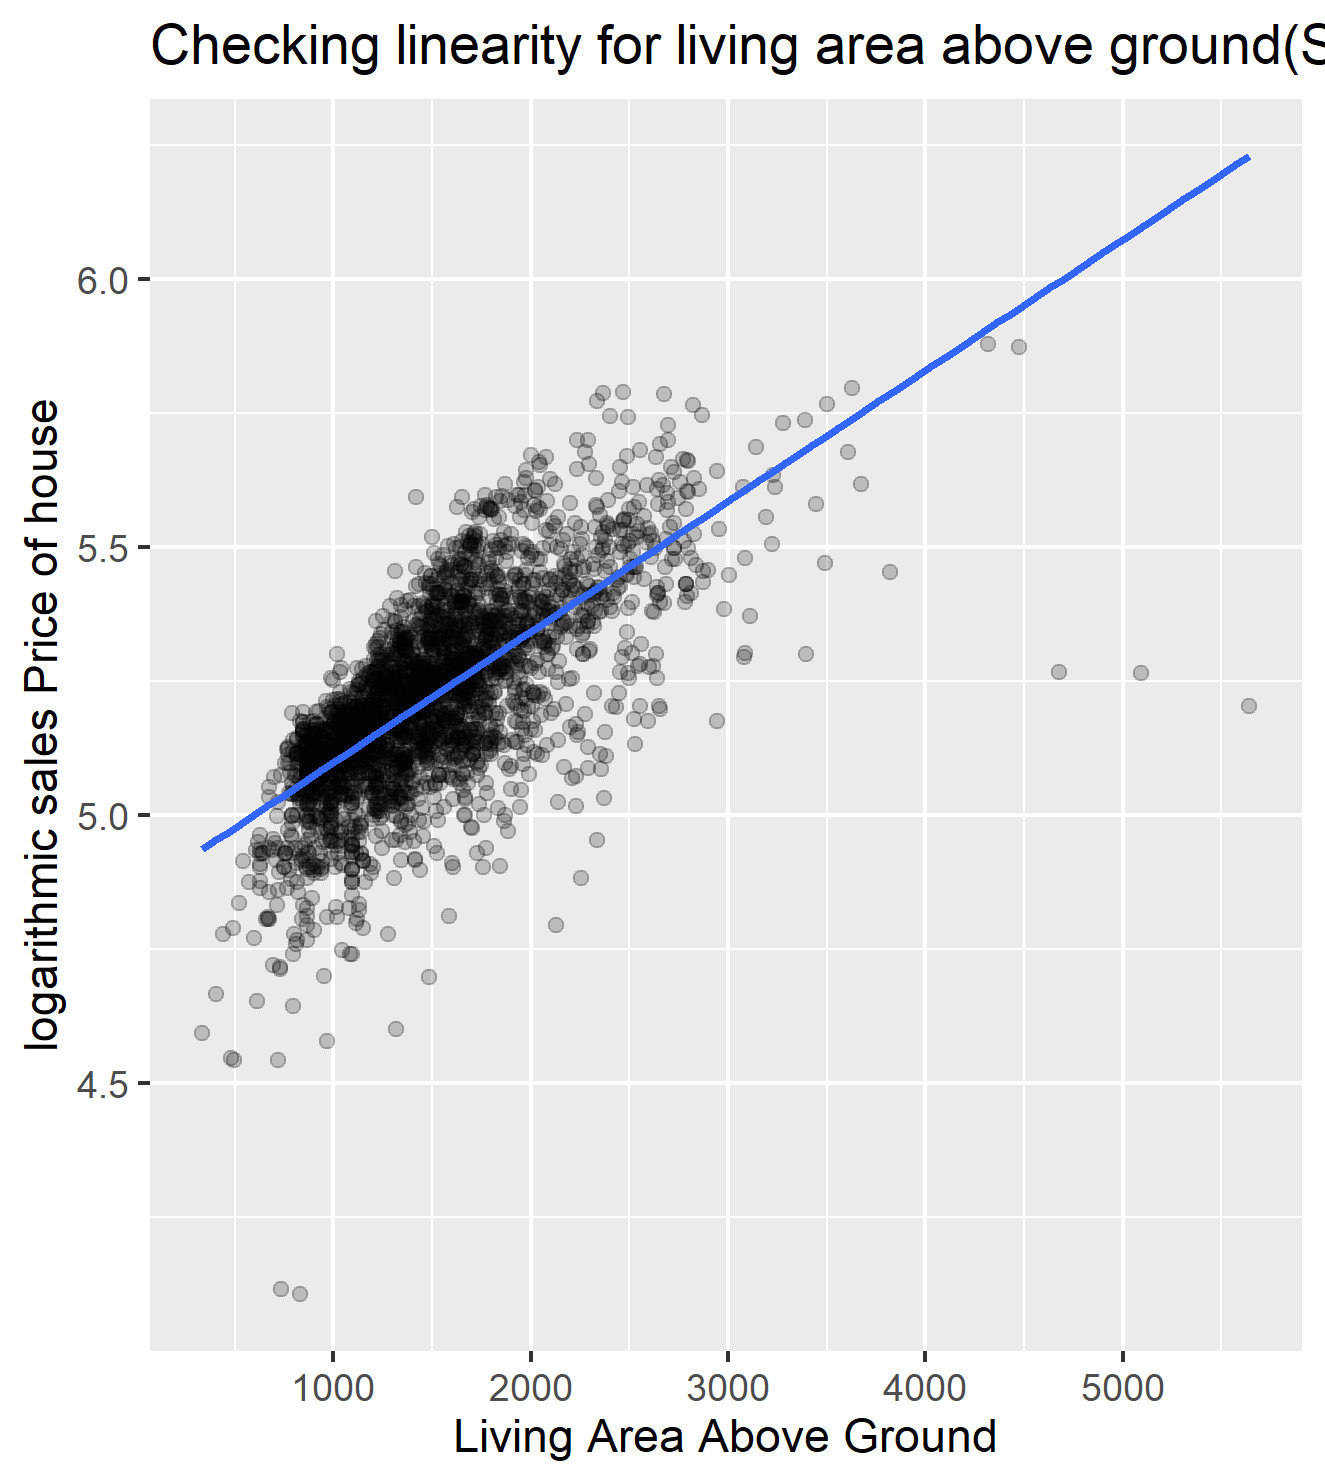 Checking linearity for living area above ground(S
logarithmic sales Price of house
6.0
5.5
5.0
4.5
1000 2000 3000 4000 5000
Living Area Above Ground